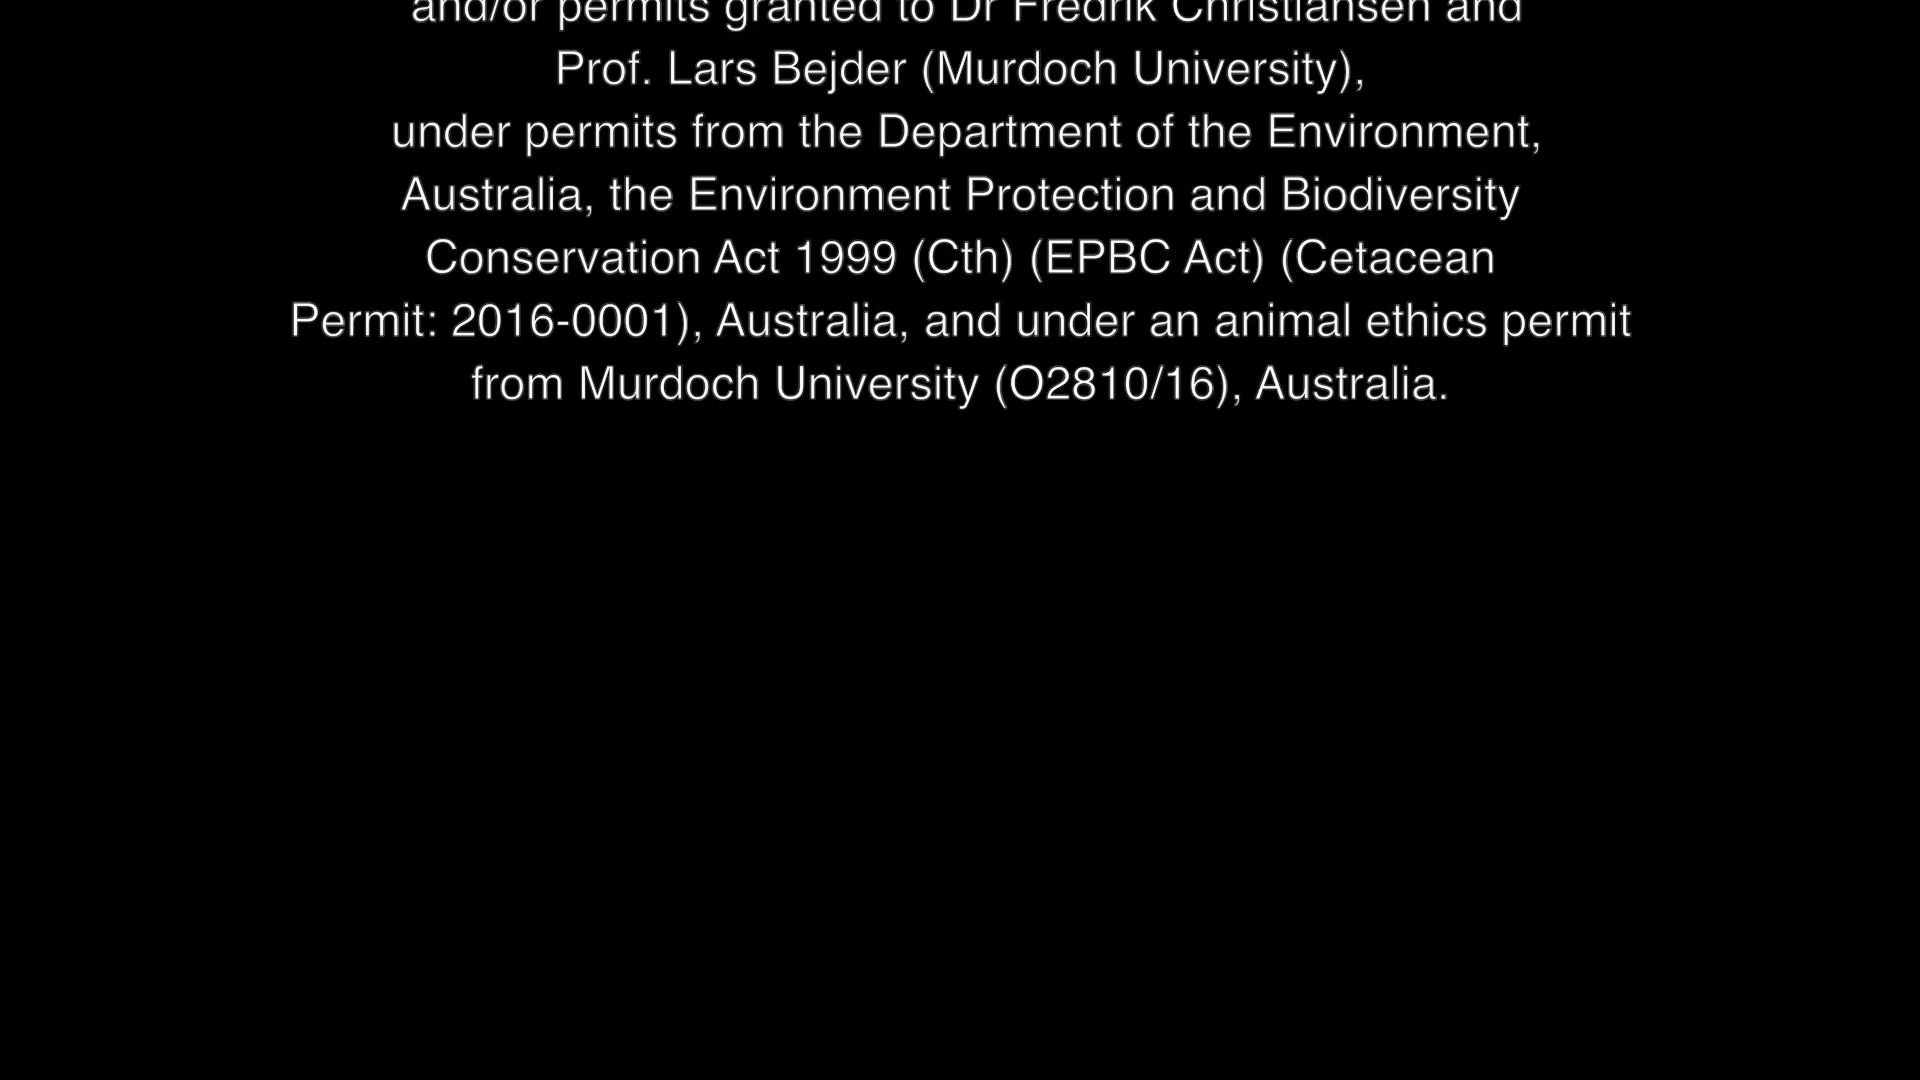 and/or permits granted to Dr Fredrik Christiansen and
Prof. Lars Bejder (Murdoch University),
under permits from the Department of the Environment,
Australia, the Environment Protection and Biodiversity
Conservation Act 1999 (Cth) (EPBC Act) (Cetacean
Permit: 2016-0001), Australia, and under an animal ethics permit
from Murdoch University (O2810/16), Australia.